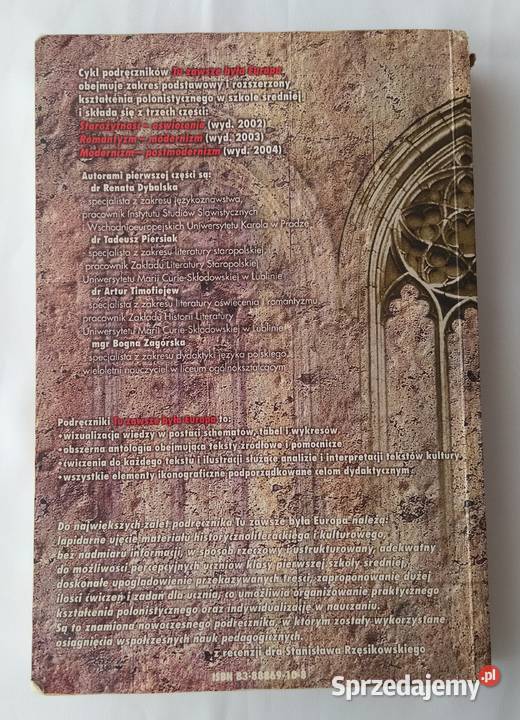 Cykl podręczników Tu zawsze była Europa
obejmuje zakres podstawowy i rozszerzony
kształcenia polonistycznego w szkole średniej
i składa się z trzech części:
Starożytność – oświecenie (wyd. 2002)
Romantyzm – modernizm (wyd. 2003)
Modernizm – postmodernizm (wyd. 2004)
Autorami pierwszej części są:
dr Renata Dybalska
specjalista z zakresu językoznawstwa,
pracownik Instytutu Studiów Slawistycznych
Wschodnioeuropejskich Uniwersytetu Karola w Pradze
dr Tadeusz Piersiak
specjalista z zakresu literatury staropolskiej,
pracownik Zakładu Literatury Staropolskiej
Uniwersytetu Marii Curie-Skłodowskiej w Lublinie
dr Artur Timofiejew
specjalista z zakresu literatury oświecenia i romantyzmu,
pracownik Zakładu Historii Literatury
Uniwersytetu Marii Curie-Skłodowskiej w Lublinie
mgr Bogna Zagórska
specjalista z zakresu dydaktyki języka polskiego,
wieloletni nauczyciel w liceum ogólnokształcącym
Podręczniki Tu zawsze była Europa to:
• wizualizacja wiedzy w postaci schematów, tabel i wykresów,
• obszerna antologia obejmująca teksty źródłowe i pomocnicze
• ćwiczenia do każdego tekstu i ilustracji służące analizie i interpretacji tekstów kultury
• wszystkie elementy ikonograficzne podporządkowane celom dydaktycznym
Do największych zalet podręcznika Tu zawsze była Europa należą:
lapidarne ujęcie materiału historycznoliterackiego i kulturowego,
bez nadmiaru informacji, w sposób rzeczowy i ustrukturowany, adekwatny
do możliwości percepcyjnych uczniów klasy pierwszej, szkoły średniej,
doskonałe upoglądowienie przekazywanych treści, zaproponowanie dużej
ilości ćwiczeń i zadań dla ucznia, co umożliwia organizowanie praktycznego
kształcenia polonistycznego oraz indywidualizację w nauczaniu.
Są to znamiona nowoczesnego podręcznika, w którym zostały wykorzystane
osiągnięcia współczesnych nauk pedagogicznych.
z recenzji dra Stanisława Rzęsikowskiego
ISBN 83-88869-10-8
Sprzedajemy.pl